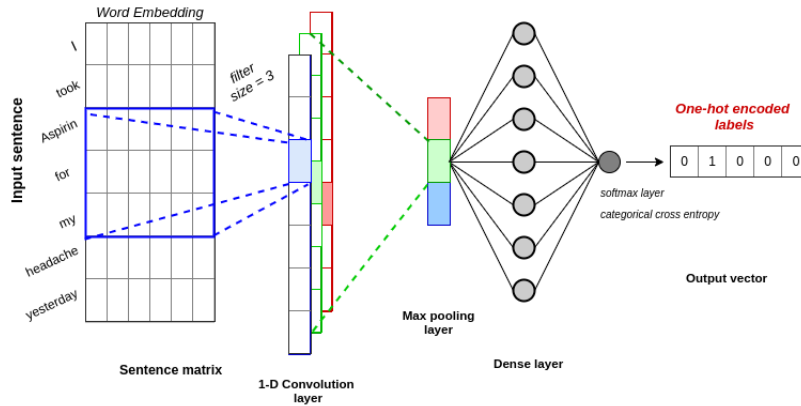 Word Embedding
Input sentence
I
took
Aspirin
for
my
headache
yesterday
Sentence matrix
filter
size = 3
1-D Convolution
layer
Max pooling
layer
Dense layer
softmax layer
categorical cross entropy
One-hot encoded
labels
0 1 0 0 0
Output vector